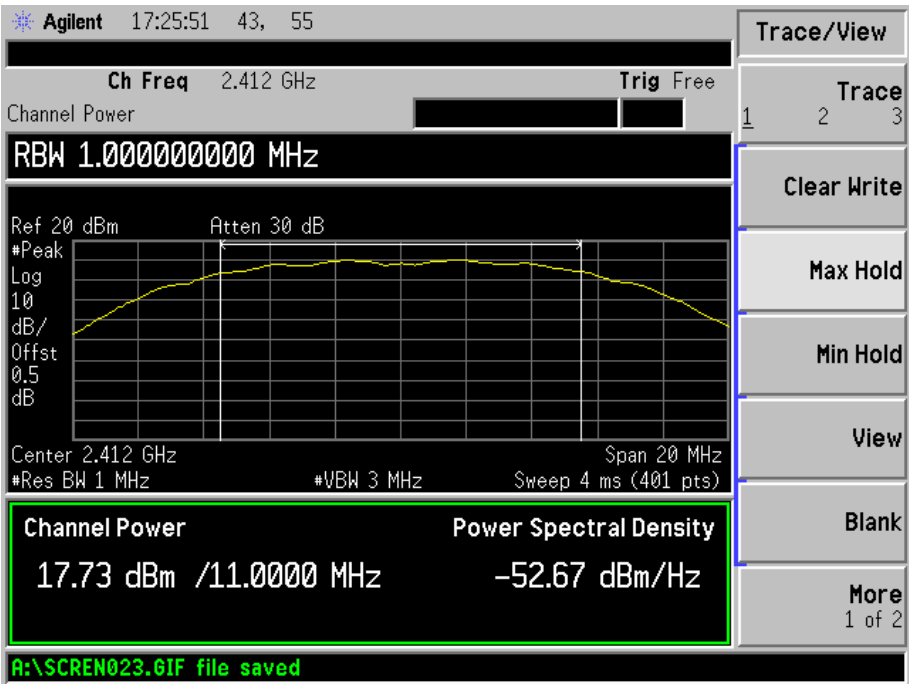 Agilent 17:25:51 43, 55
Trace/View
Ch Freq 2.412 GHz Trig Free
Channel Power
Trace
1 2 3
RBW 1.000000000 MHz
Clear Write
Ref 20 dBm Atten 30 dB
#Peak
Log
10
dB/
Offst
0.5
dB
Max Hold
Min Hold
Center 2.412 GHz Span 20 MHz
#Res BW 1 MHz #VBW 3 MHz Sweep 4 ms (401 pts)
View
Channel Power Power Spectral Density
17.73 dBm /11.0000 MHz -52.67 dBm/Hz
Blank
More
1 of 2
A:\SCREN023.GIF file saved